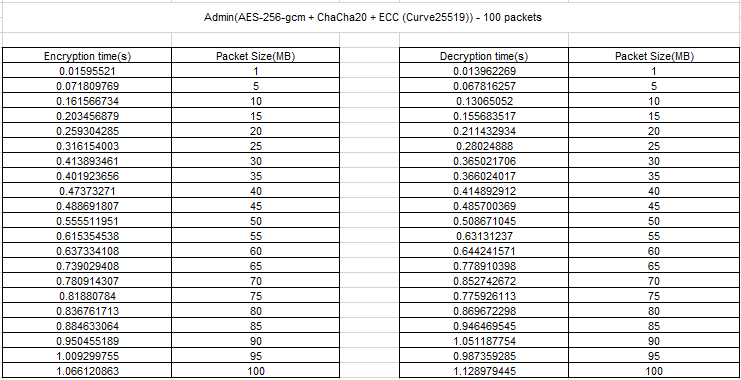 Admin(AES-256-gcm + ChaCha20 + ECC (Curve25519)) - 100 packets
Encryption time(s) Packet Size(MB) Decryption time(s) Packet Size(MB)
0.01595521 1 0.013962269 1
0.071809769 5 0.067816257 5
0.161566734 10 0.13065052 10
0.203456879 15 0.155683517 15
0.259304285 20 0.211432934 20
0.316154003 25 0.28024888 25
0.413893461 30 0.365021706 30
0.401923656 35 0.366024017 35
0.47373271 40 0.414892912 40
0.488691807 45 0.485700369 45
0.555511951 50 0.508671045 50
0.615354538 55 0.63131237 55
0.637334108 60 0.644241571 60
0.739029408 65 0.778910398 65
0.780914307 70 0.852742672 70
0.81880784 75 0.775926113 75
0.836761713 80 0.869672298 80
0.884633064 85 0.946469545 85
0.950455189 90 1.051187754 90
1.009299755 95 0.987359285 95
1.066120863 100 1.128979445 100